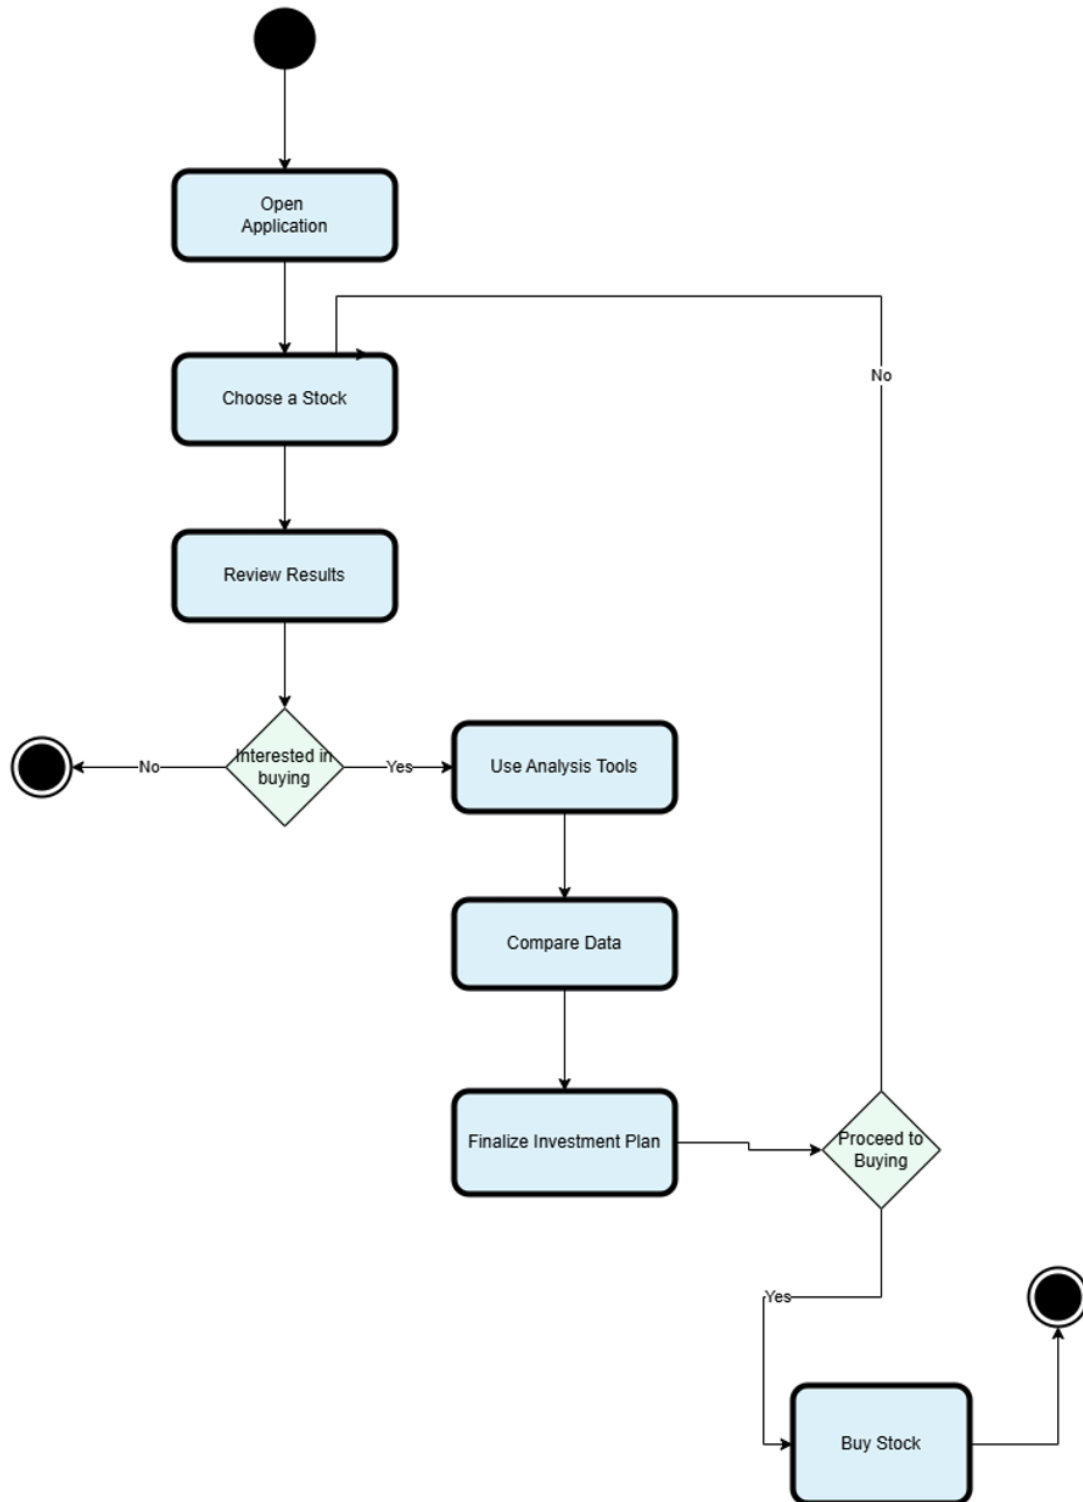 Open
Application
Choose a Stock
No
Review Results
Interested in
buying
No
Yes
Use Analysis Tools
Compare Data
Finalize Investment Plan
Proceed to
Buying
Yes
Buy Stock